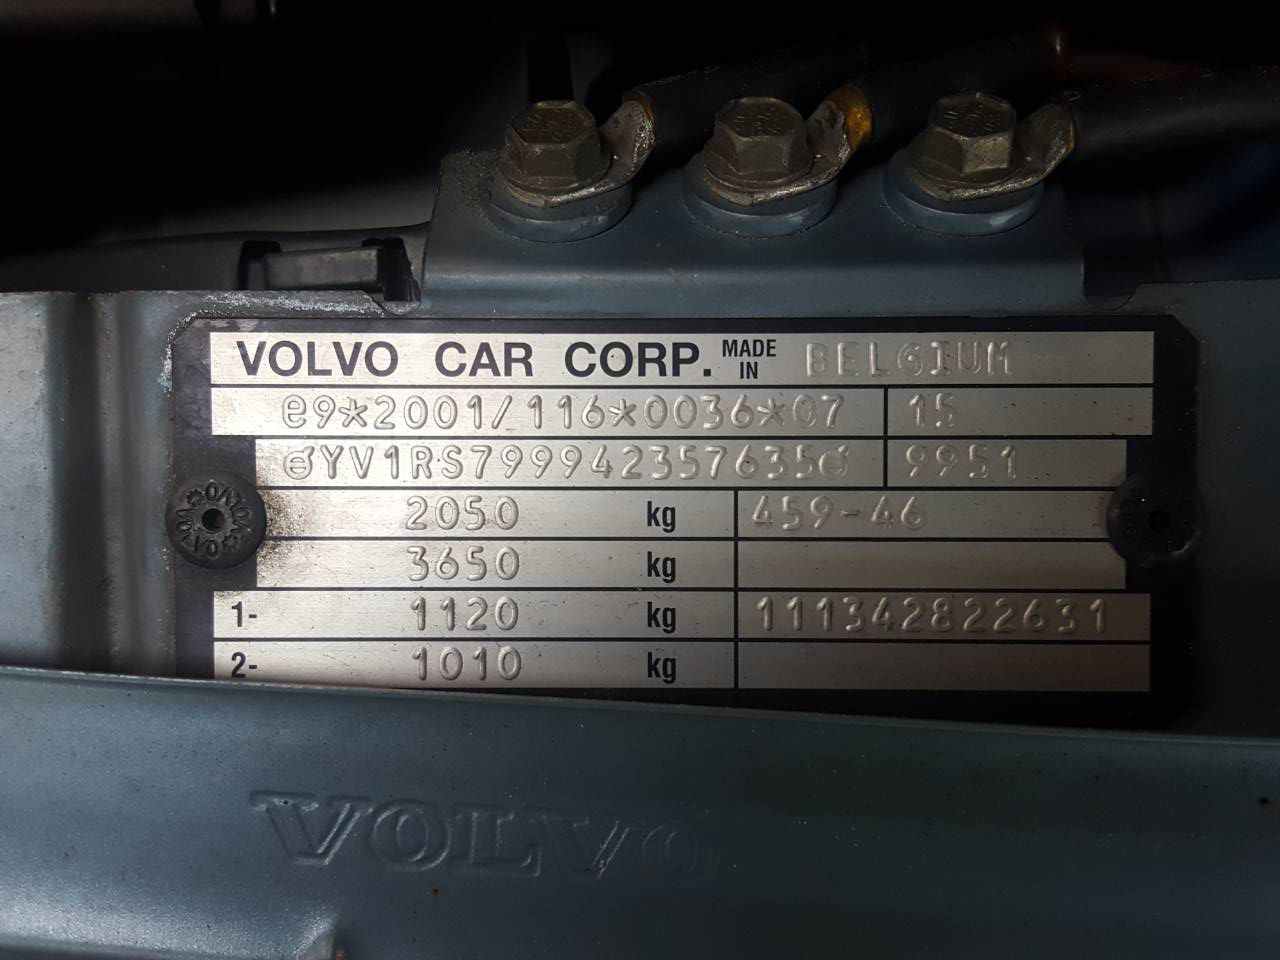 VOLVO CAR CORP. MADE IN BELGIUM
e9*2001/116*0036*07 15
YV1RS799942357635 9951
2050 kg 459-46
3650 kg
1- 1120 kg 111342822631
2- 1010 kg
VOLVO